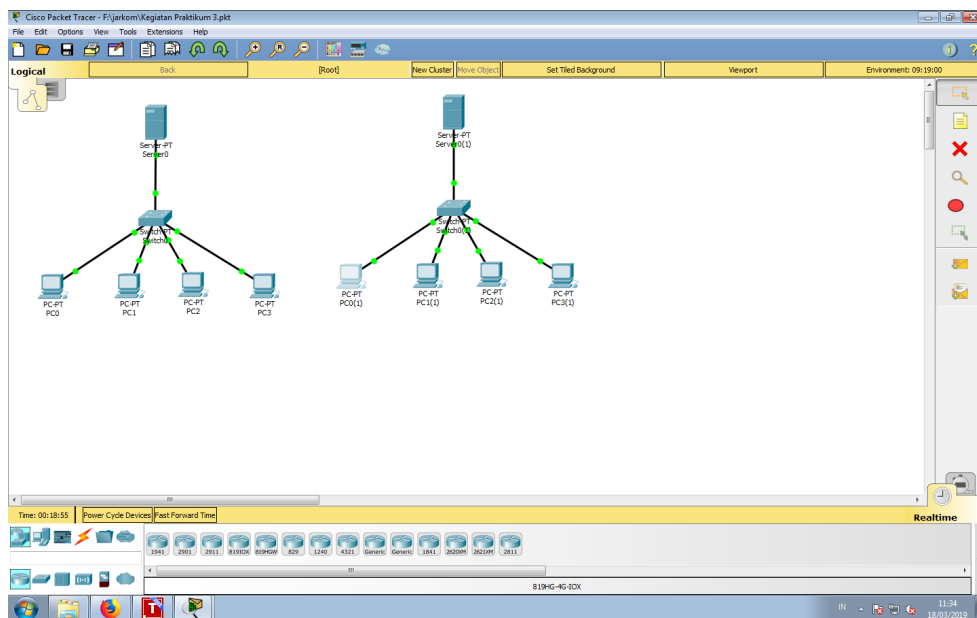 Cisco Packet Tracer - F:\jarkom\Kegiatan Praktikum 3.pkt
File Edit Options View Tools Extensions Help
Logical Back [Root] New Cluster Move Object Set Tiled Background Viewport Environment: 09:19:00
Server-PT
Server0
Server-PT
Server0(1)
Switch-PT
Switch0
Switch-PT
PC-PT
PC0
PC-PT
PC1
PC-PT
PC2
PC-PT
PC3
PC-PT
PC0(1)
PC-PT
PC1(1)
PC-PT
PC2(1)
PC-PT
PC3(1)
Time: 00:18:55 Power Cycle Devices Fast Forward Time
Realtime
1941 2901 2911 819IOX 819HGW 829 1240 4321 Generic Generic 1841 2620XM 2621XM 2811
819HG-4G-IOX
IN 11:34
18/03/2019